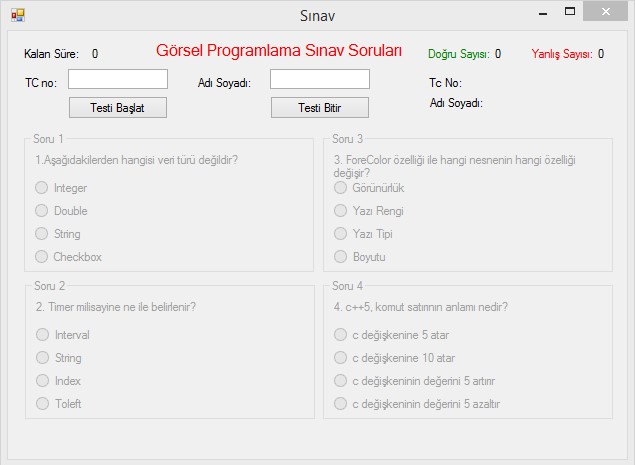 Sınav
Kalan Süre: 0
Görsel Programlama Sınav Soruları
Doğru Sayısı: 0
Yanlış Sayısı: 0
TC no:
Adı Soyadı:
Tc No:
Testi Başlat
Testi Bitir
Adı Soyadı:
Soru 1
1.Aşağıdakilerden hangisi veri türü değildir?
Integer
Double
String
Checkbox
Soru 3
3. ForeColor özelliği ile hangi nesnenin hangi özelliği
değişir?
Görünürlük
Yazı Rengi
Yazı Tipi
Boyutu
Soru 2
2. Timer milisayine ne ile belirlenir?
Interval
String
Index
Toleft
Soru 4
4. c++5, komut satırının anlamı nedir?
c değişkenine 5 atar
c değişkenine 10 atar
c değişkeninin değerini 5 artırır
c değişkeninin değerini 5 azaltır